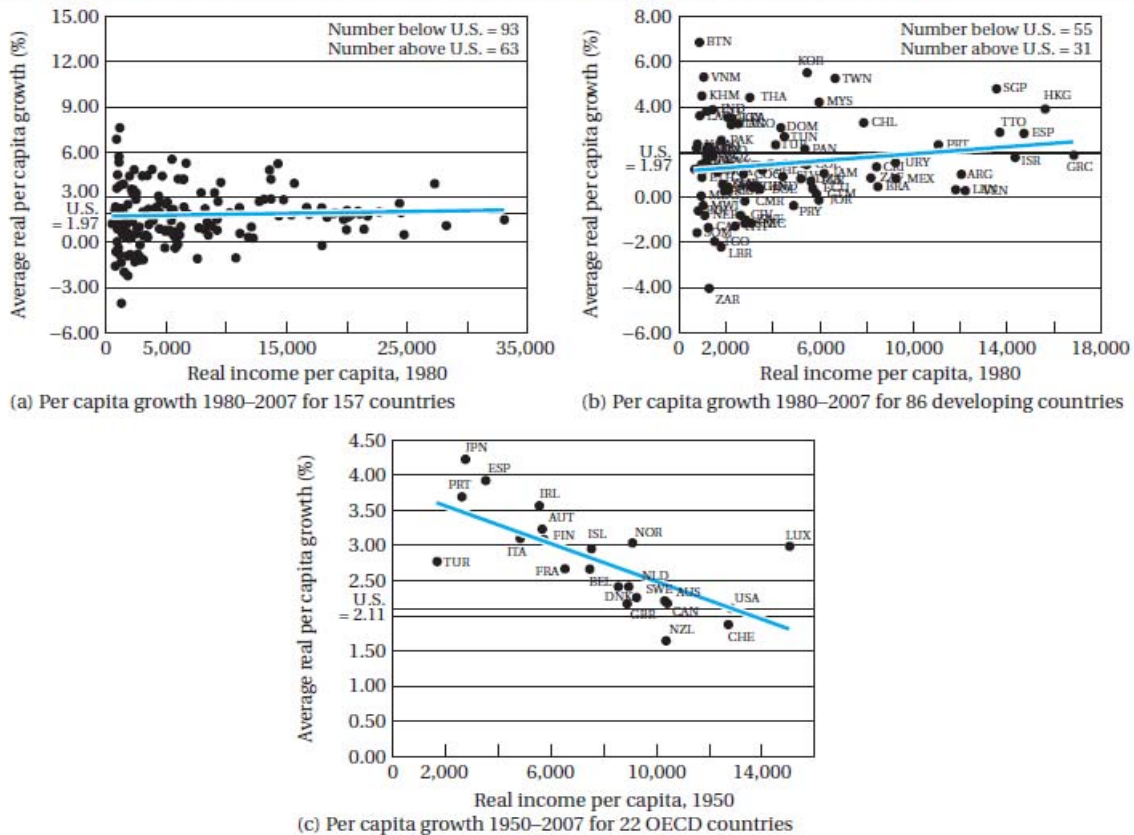 Average real per capita growth (%)
15.00
12.00
9.00
6.00
3.00
U.S.
= 1.97
0.00
−3.00
−6.00
Number below U.S. = 93
Number above U.S. = 63
0 5,000 15,000 25,000 35,000
Real income per capita, 1980
(a) Per capita growth 1980–2007 for 157 countries
Average real per capita growth (%)
8.00
6.00
4.00
U.S.
= 1.97
0.00
−2.00
−4.00
−6.00
Number below U.S. = 55
Number above U.S. = 31
BTN
KOR
VNM
TWN
SGP
KHM
THA
MYS
HKG
CHL
DOM
TTO
ESP
TUN
PAK
PAN
PRT
ISR
GRC
URY
MEX
ARG
BRA
CMR
JOR
PRY
SOM
TGO
LBR
ZAR
0 2,000 6,000 10,000 14,000 18,000
Real income per capita, 1980
(b) Per capita growth 1980–2007 for 86 developing countries
Average real per capita growth (%)
4.50
4.00
3.50
3.00
2.50
U.S.
= 2.11
1.50
1.00
0.50
0.00
JPN
ESP
PRT
IRL
AUT
FIN
ISL
NOR
LUX
ITA
TUR
FRA
BEL
NLD
DNK
SWE
AUS
USA
GBR
CAN
NZL
CHE
0 2,000 6,000 10,000 14,000
Real income per capita, 1950
(c) Per capita growth 1950–2007 for 22 OECD countries